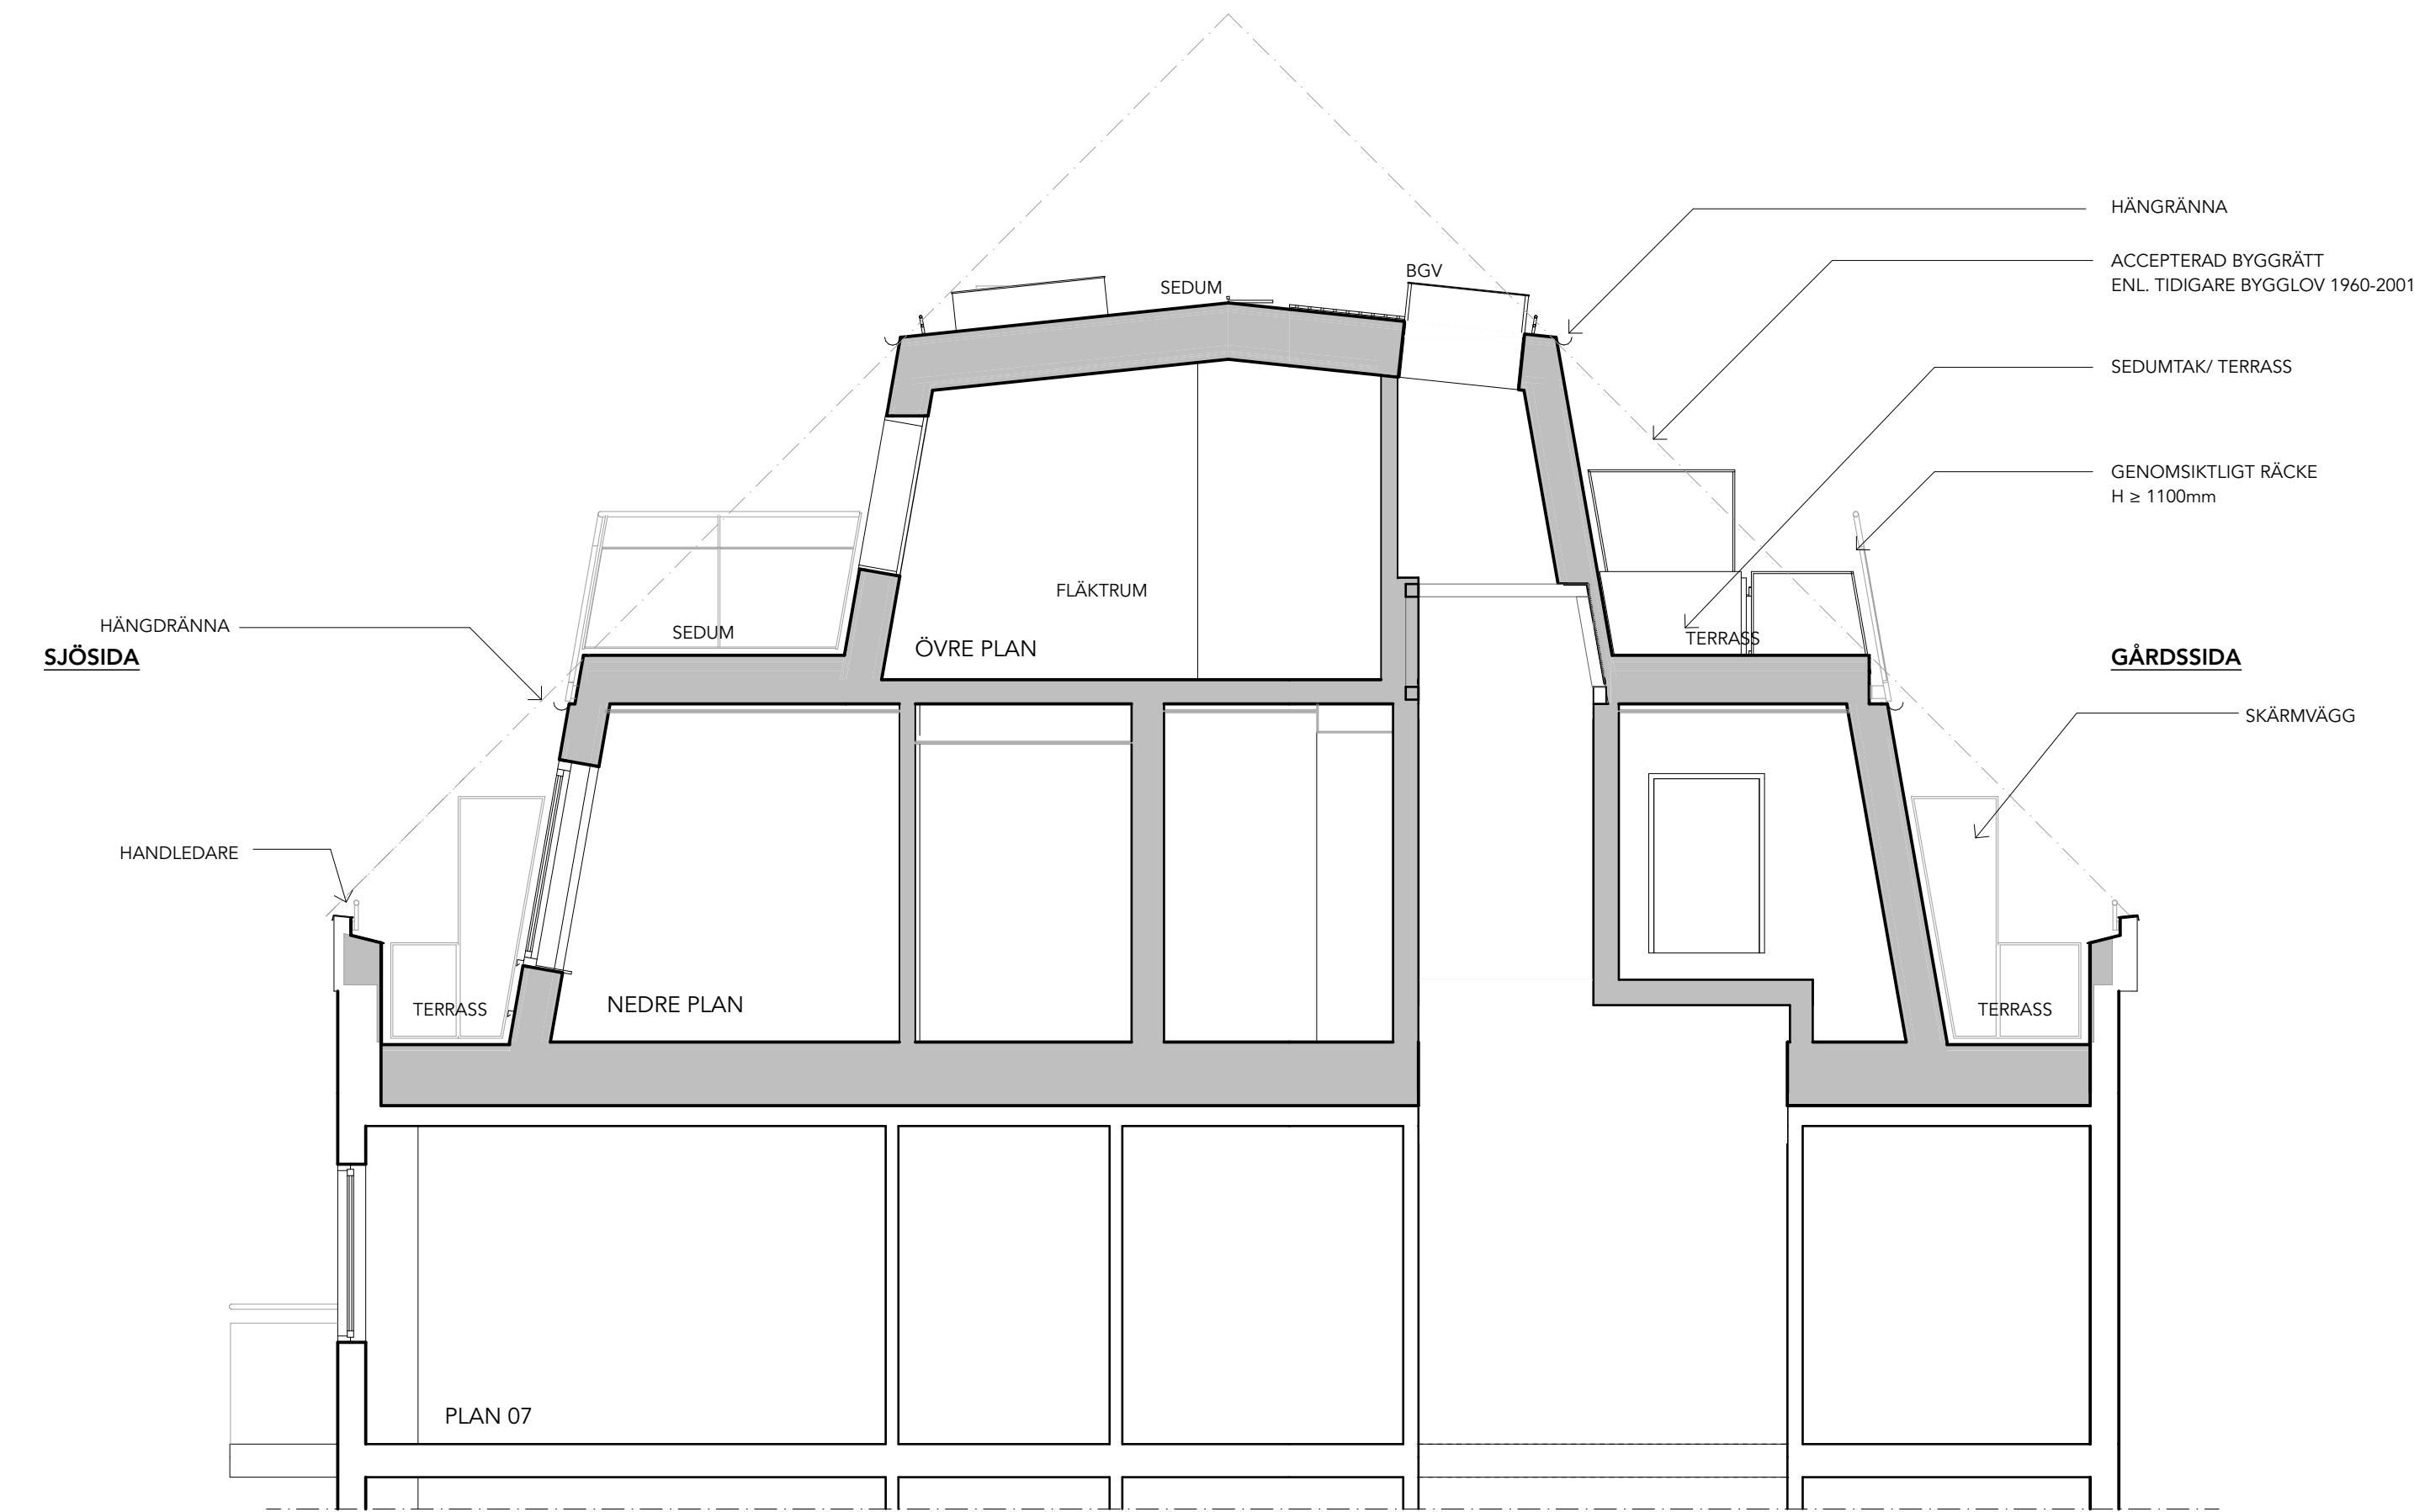 HÄNGRÄNNA
ACCEPTERAD BYGGRÄTT
ENL. TIDIGARE BYGGLOV 1960-2001
BGV
SEDUM
SEDUMTAK/ TERRASS
GENOMSIKTLIGT RÄCKE
H ≥ 1100mm
FLÄKTRUM
HÄNGDRÄNNA
SEDUM
TERRASS
ÖVRE PLAN
SJÖSIDA
GÅRDSSIDA
SKÄRMVÄGG
HANDLEDARE
NEDRE PLAN
TERRASS
TERRASS
PLAN 07